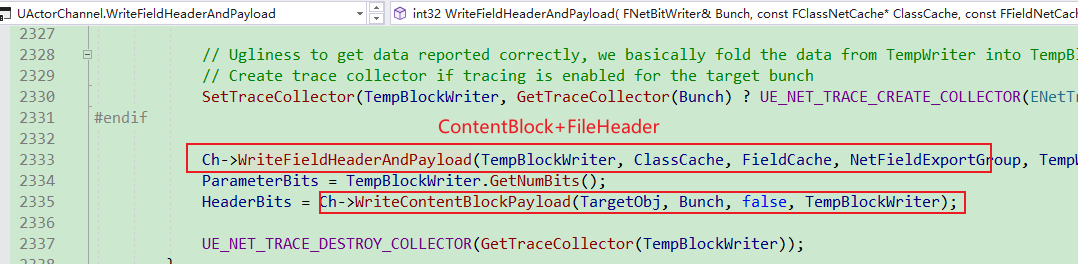 UActorChannel.WriteFieldHeaderAndPayload
int32 WriteFieldHeaderAndPayload( FNetBitWriter& Bunch, const FClassNetCache* ClassCache, const FFieldNetCac
2327
2328 // Ugliness to get data reported correctly, we basically fold the data from TempWriter into TempBl
2329 // Create trace collector if tracing is enabled for the target bunch
2330 SetTraceCollector(TempBlockWriter, GetTraceCollector(Bunch) ? UE_NET_TRACE_CREATE_COLLECTOR(ENetTr
2331 #endif
ContentBlock+FileHeader
2332
2333 Ch->WriteFieldHeaderAndPayload(TempBlockWriter, ClassCache, FieldCache, NetFieldExportGroup, TempW
2334 ParameterBits = TempBlockWriter.GetNumBits();
2335 HeaderBits = Ch->WriteContentBlockPayload(TargetObj, Bunch, false, TempBlockWriter);
2336
2337 UE_NET_TRACE_DESTROY_COLLECTOR(GetTraceCollector(TempBlockWriter));
2338 }